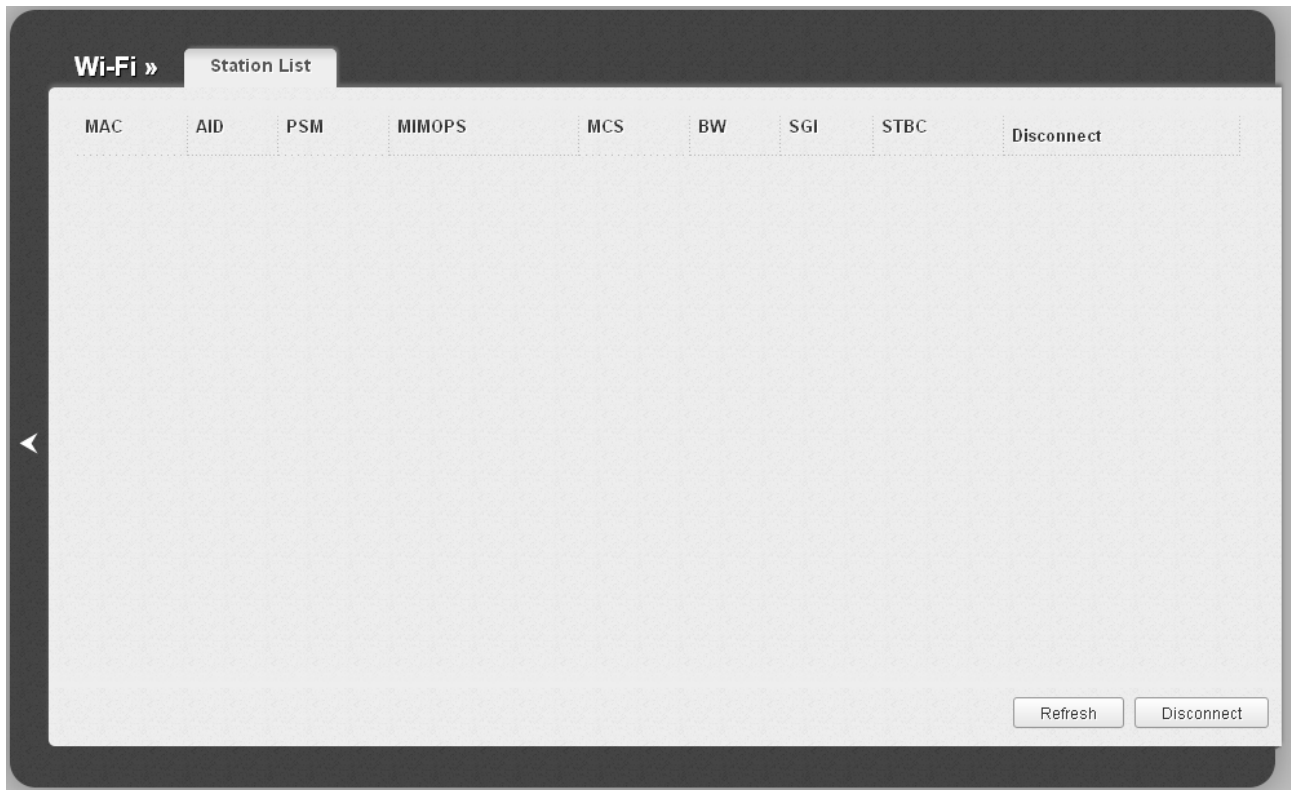 Wi-Fi » Station List
MAC AID PSM MIMOPS MCS BW SGI STBC Disconnect
Refresh Disconnect